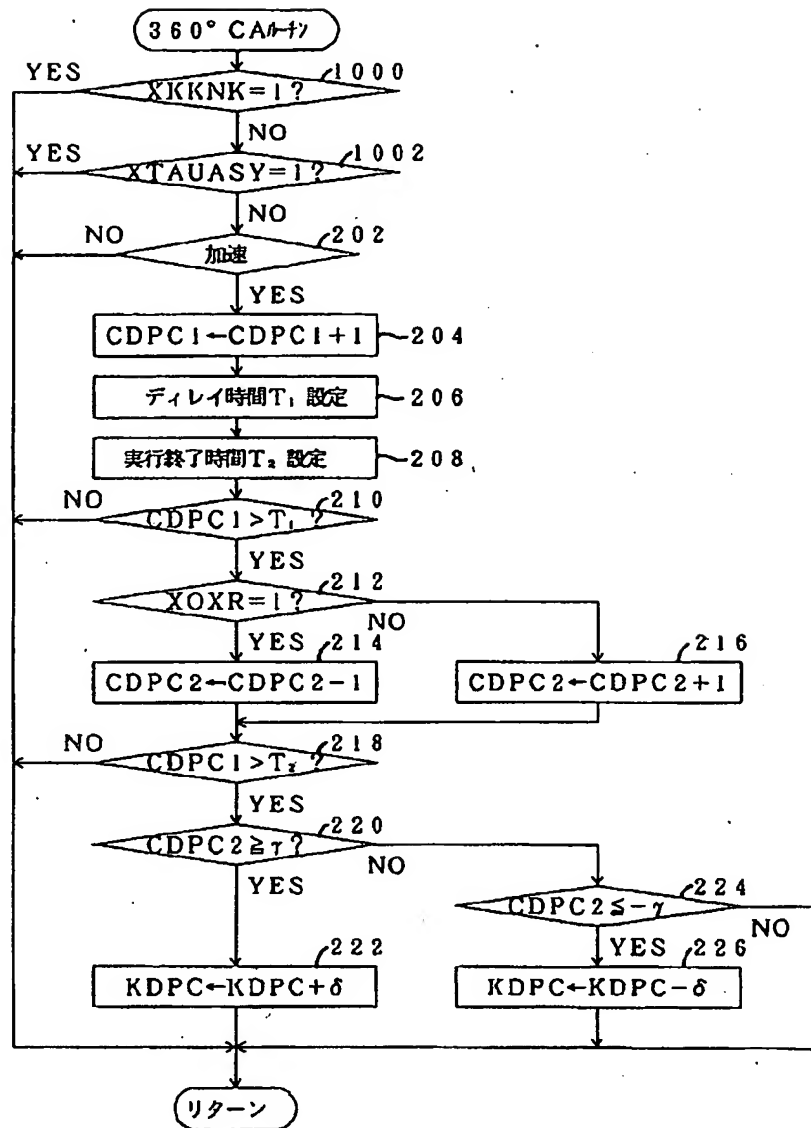 360° CAルーチン
1000
YES
XKKNK=1?
NO
1002
YES
XTAUASY=1?
NO
202
NO
加速
YES
CDPC1←CDPC1+1
204
ディレイ時間T₁ 設定
206
実行終了時間T₂ 設定
208
210
NO
CDPC1>T₁ ?
YES
212
XOXR=1?
NO
YES
214
216
CDPC2←CDPC2-1
CDPC2←CDPC2+1
218
NO
CDPC1>T₂ ?
YES
220
CDPC2≧γ?
NO
YES
224
CDPC2≦-γ
NO
YES
222
226
KDPC←KDPC+δ
KDPC←KDPC-δ
リターン